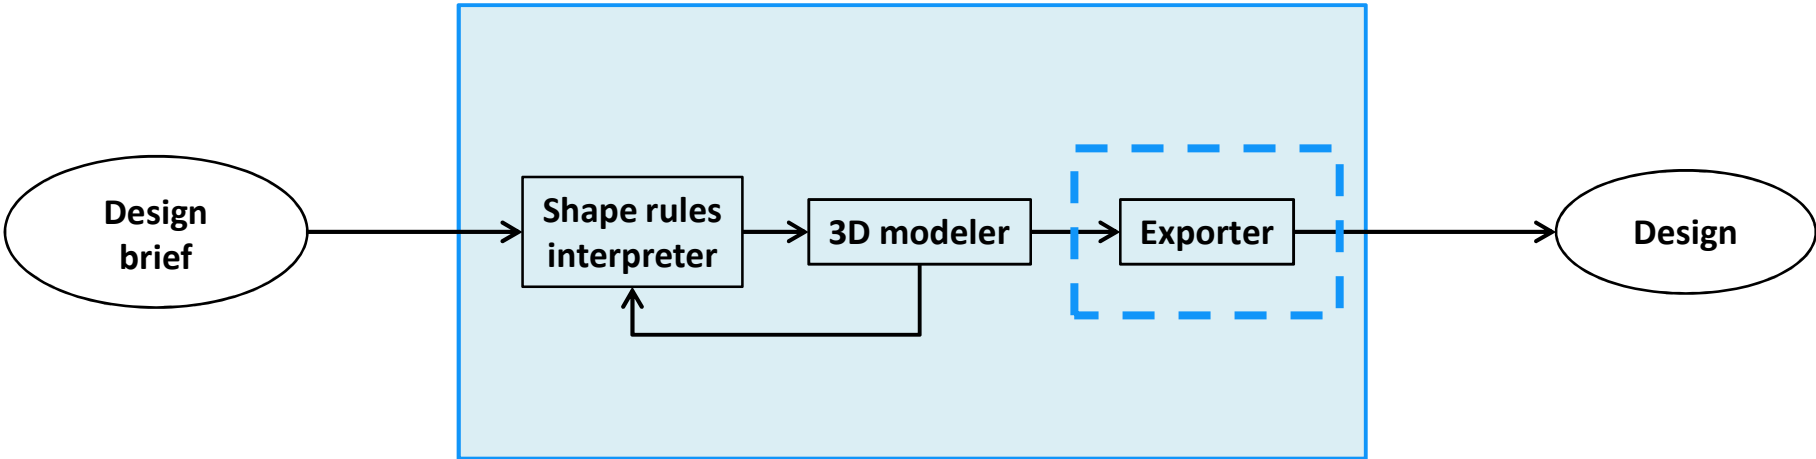 Design
brief
Shape rules
interpreter
3D modeler
Exporter
Design